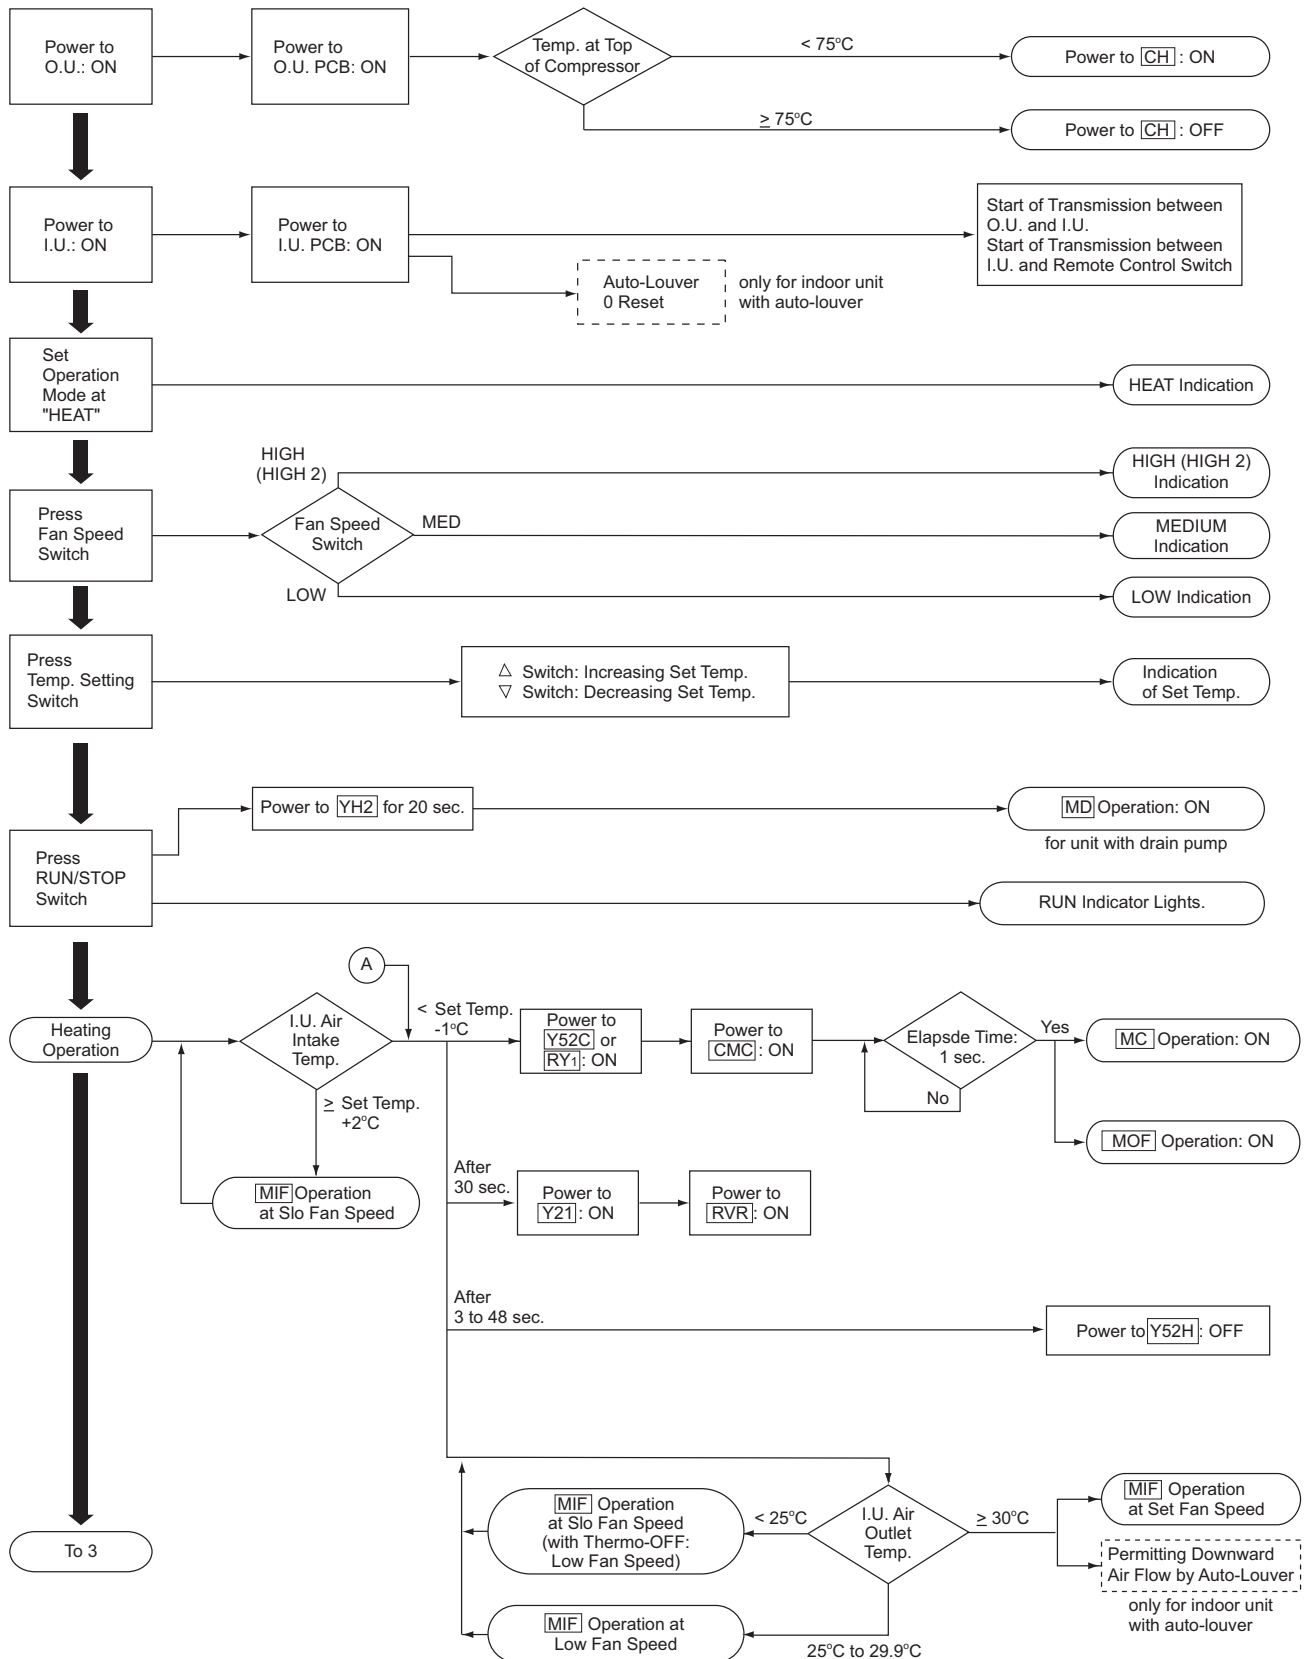 Power to
O.U.: ON
Power to
O.U. PCB: ON
Temp. at Top
of Compressor
< 75°C
Power to CH : ON
≥ 75°C
Power to CH : OFF
Power to
I.U.: ON
Power to
I.U. PCB: ON
Start of Transmission between
O.U. and I.U.
Start of Transmission between
I.U. and Remote Control Switch
Auto-Louver
0 Reset
only for indoor unit
with auto-louver
Set
Operation
Mode at
"HEAT"
HEAT Indication
Press
Fan Speed
Switch
HIGH
(HIGH 2)
Fan Speed
Switch
MED
LOW
HIGH (HIGH 2)
Indication
MEDIUM
Indication
LOW Indication
Press
Temp. Setting
Switch
△ Switch: Increasing Set Temp.
▽ Switch: Decreasing Set Temp.
Indication
of Set Temp.
Press
RUN/STOP
Switch
Power to YH2 for 20 sec.
MD Operation: ON
for unit with drain pump
RUN Indicator Lights.
Heating
Operation
I.U. Air
Intake
Temp.
A
< Set Temp.
-1°C
≥ Set Temp.
+2°C
MIF Operation
at Slo Fan Speed
Power to
Y52C or
RY1: ON
Power to
CMC : ON
Elapsde Time:
1 sec.
Yes
No
MC Operation: ON
MOF Operation: ON
After
30 sec.
Power to
Y21 : ON
Power to
RVR : ON
After
3 to 48 sec.
Power to Y52H : OFF
I.U. Air
Outlet
Temp.
< 25°C
MIF Operation
at Slo Fan Speed
(with Thermo-OFF:
Low Fan Speed)
≥ 30°C
MIF Operation
at Set Fan Speed
Permitting Downward
Air Flow by Auto-Louver
only for indoor unit
with auto-louver
25°C to 29.9°C
MIF Operation at
Low Fan Speed
To 3